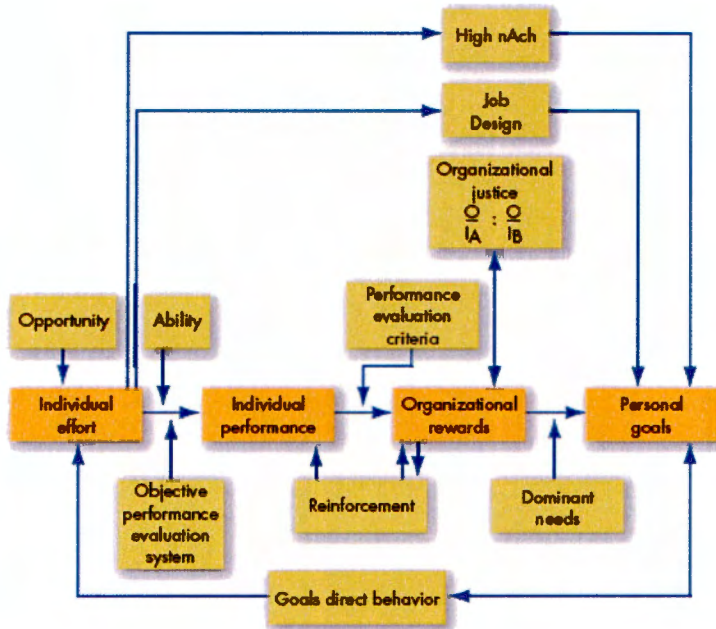 High nAch
Job
Design
Organizational
justice
O : O
IA IB
Performance
evaluation
criteria
Opportunity
Ability
Individual
effort
Individual
performance
Organizational
rewards
Personal
goals
Objective
performance
evaluation
system
Reinforcement
Dominant
needs
Goals direct behavior